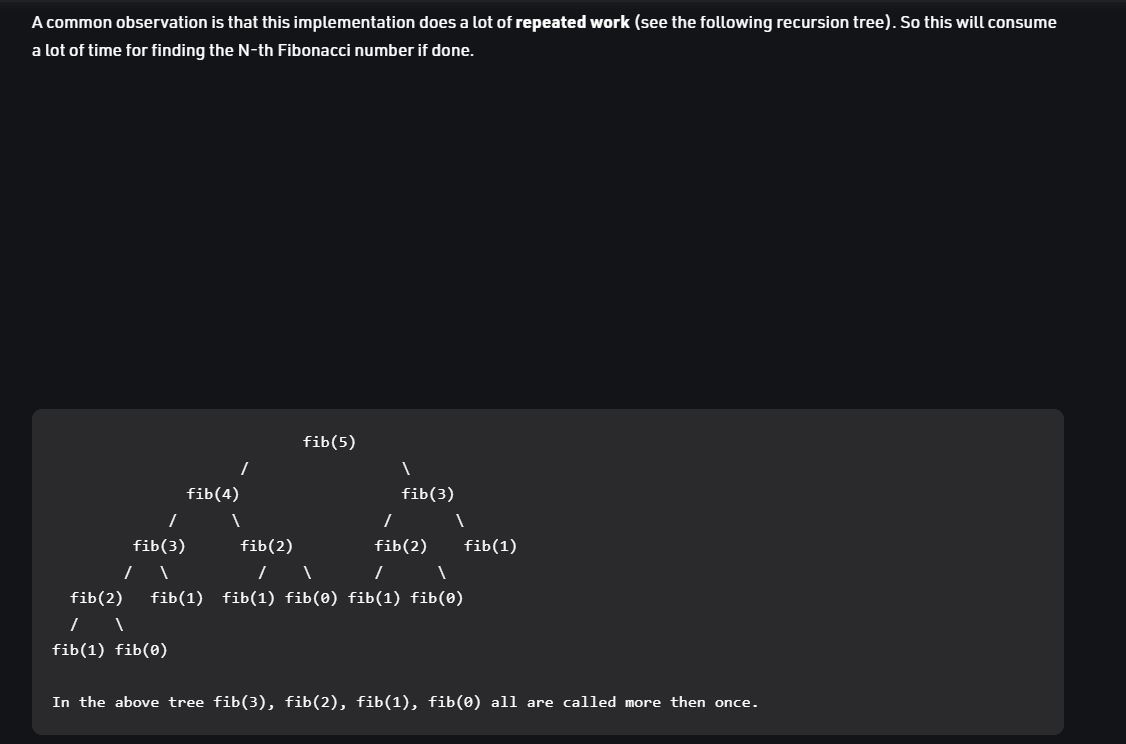 A common observation is that this implementation does a lot of repeated work (see the following recursion tree). So this will consume
a lot of time for finding the N-th Fibonacci number if done.
fib(5)
/ \
fib(4) fib(3)
/ \ / \
fib(3) fib(2) fib(2) fib(1)
/ \ / \ / \
fib(2) fib(1) fib(1) fib(0) fib(1) fib(0)
/ \
fib(1) fib(0)
In the above tree fib(3), fib(2), fib(1), fib(0) all are called more then once.